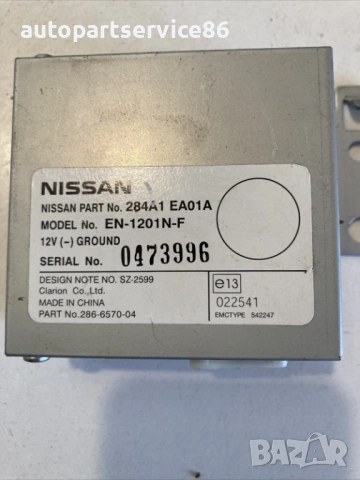 autopartservice86
NISSAN
NISSAN PART No. 284A1 EA01A
MODEL No. EN-1201N-F
12V (-) GROUND
SERIAL No. 0473996
DESIGN NOTE NO. SZ-2599
Clarion Co.,Ltd.
MADE IN CHINA
PART No.286-6570-04
e13
022541
EMCTYPE 542247
BAZAR